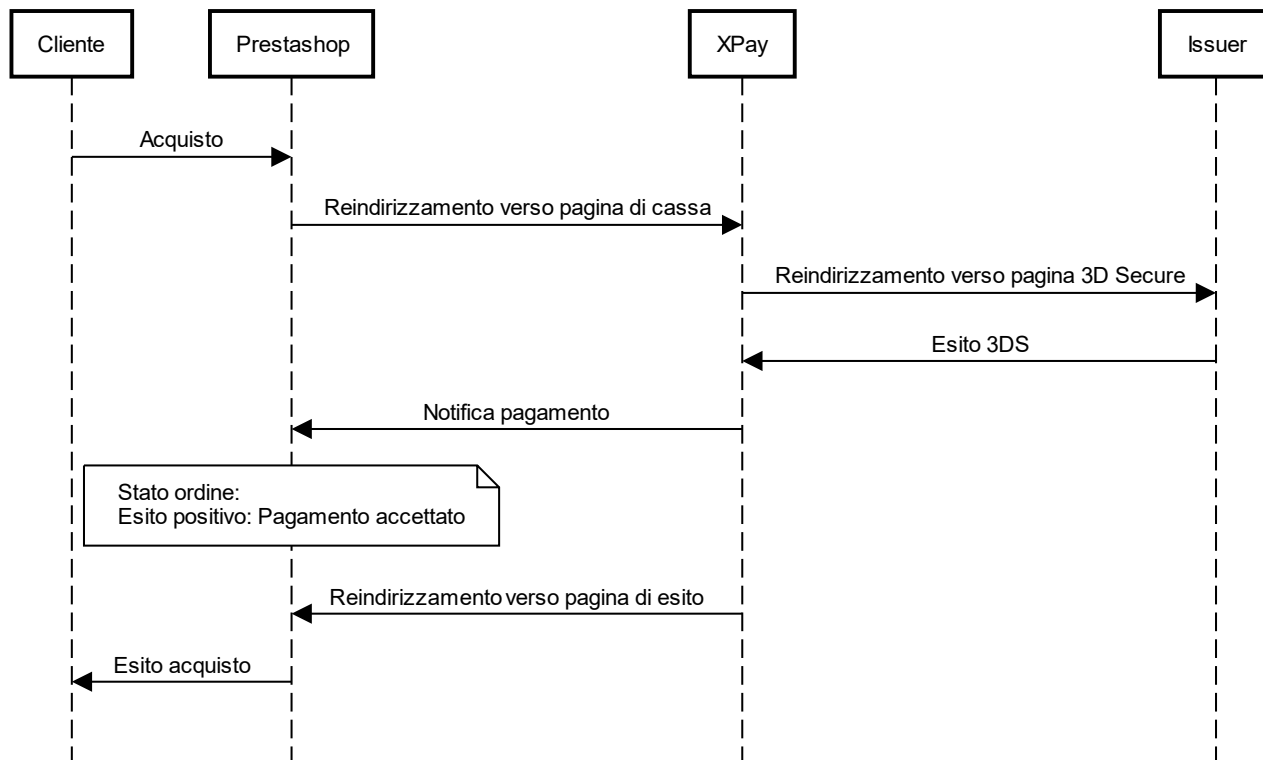 Cliente
Prestashop
XPay
Issuer
Acquisto
Reindirizzamento verso pagina di cassa
Reindirizzamento verso pagina 3D Secure
Esito 3DS
Notifica pagamento
Stato ordine:
Esito positivo: Pagamento accettato
Reindirizzamento verso pagina di esito
Esito acquisto